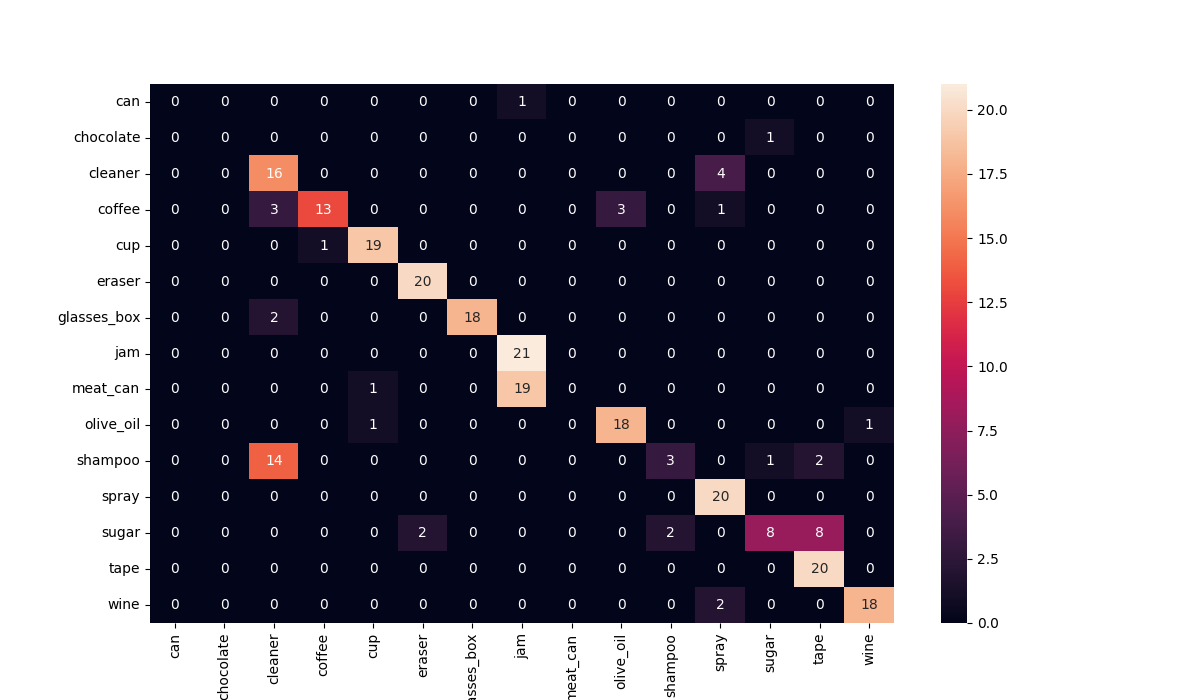 can 0 0 0 0 0 0 0 1 0 0 0 0 0 0 0 20.0
chocolate 0 0 0 0 0 0 0 0 0 0 0 0 1 0 0
cleaner 0 0 16 0 0 0 0 0 0 0 0 4 0 0 0 17.5
coffee 0 0 3 13 0 0 0 0 0 3 0 1 0 0 0 15.0
cup 0 0 0 1 19 0 0 0 0 0 0 0 0 0 0
eraser 0 0 0 0 0 20 0 0 0 0 0 0 0 0 0 12.5
glasses_box 0 0 2 0 0 0 18 0 0 0 0 0 0 0 0
jam 0 0 0 0 0 0 0 21 0 0 0 0 0 0 0 10.0
meat_can 0 0 0 0 1 0 0 19 0 0 0 0 0 0 0
olive_oil 0 0 0 0 1 0 0 0 0 18 0 0 0 0 1 7.5
shampoo 0 0 14 0 0 0 0 0 0 0 3 0 1 2 0
spray 0 0 0 0 0 0 0 0 0 0 0 20 0 0 0 5.0
sugar 0 0 0 0 0 2 0 0 0 0 2 0 8 8 0
tape 0 0 0 0 0 0 0 0 0 0 0 0 0 20 0 2.5
wine 0 0 0 0 0 0 0 0 0 0 0 2 0 0 18 0.0
can chocolate cleaner coffee cup eraser asses_box jam meat_can olive_oil shampoo spray sugar tape wine